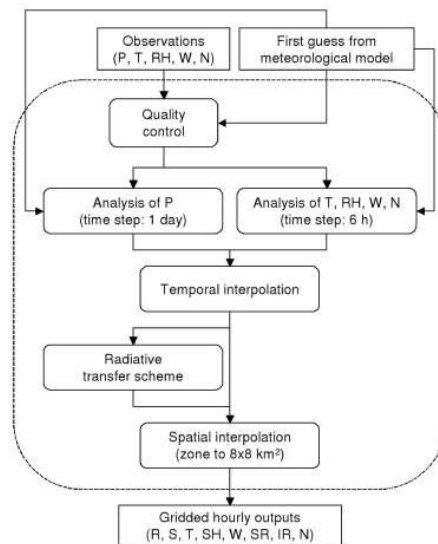 Observations
(P, T, RH, W, N)
First guess from
meteorological model
Quality
control
Analysis of P
(time step: 1 day)
Analysis of T, RH, W, N
(time step: 6 h)
Temporal interpolation
Radiative
transfer scheme
Spatial interpolation
(zone to 8x8 km²)
Gridded hourly outputs
(R, S, T, SH, W, SR, IR, N)